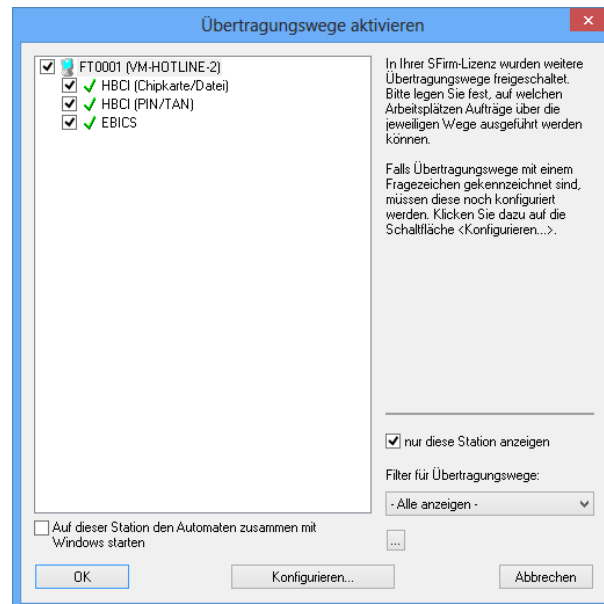 Übertragungswege aktivieren
FT0001 (VM-HOTLINE-2)
HBCI (Chipkarte/Datei)
HBCI (PIN/TAN)
EBICS
In Ihrer SFirm-Lizenz wurden weitere
Übertragungswege freigeschaltet.
Bitte legen Sie fest, auf welchen
Arbeitsplätzen Aufträge über die
jeweiligen Wege ausgeführt werden
können.
Falls Übertragungswege mit einem
Fragezeichen gekennzeichnet sind,
müssen diese noch konfiguriert
werden. Klicken Sie dazu auf die
Schaltfläche <Konfigurieren...>.
nur diese Station anzeigen
Filter für Übertragungswege:
- Alle anzeigen -
Auf dieser Station den Automaten zusammen mit
Windows starten
...
OK
Konfigurieren...
Abbrechen